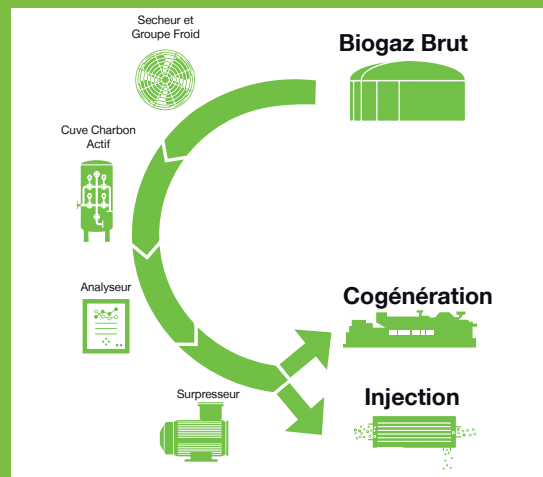 Secheur et
Groupe Froid
Biogaz Brut
Cuve Charbon
Actif
Analyseur
Cogénération
Surpresseur
Injection